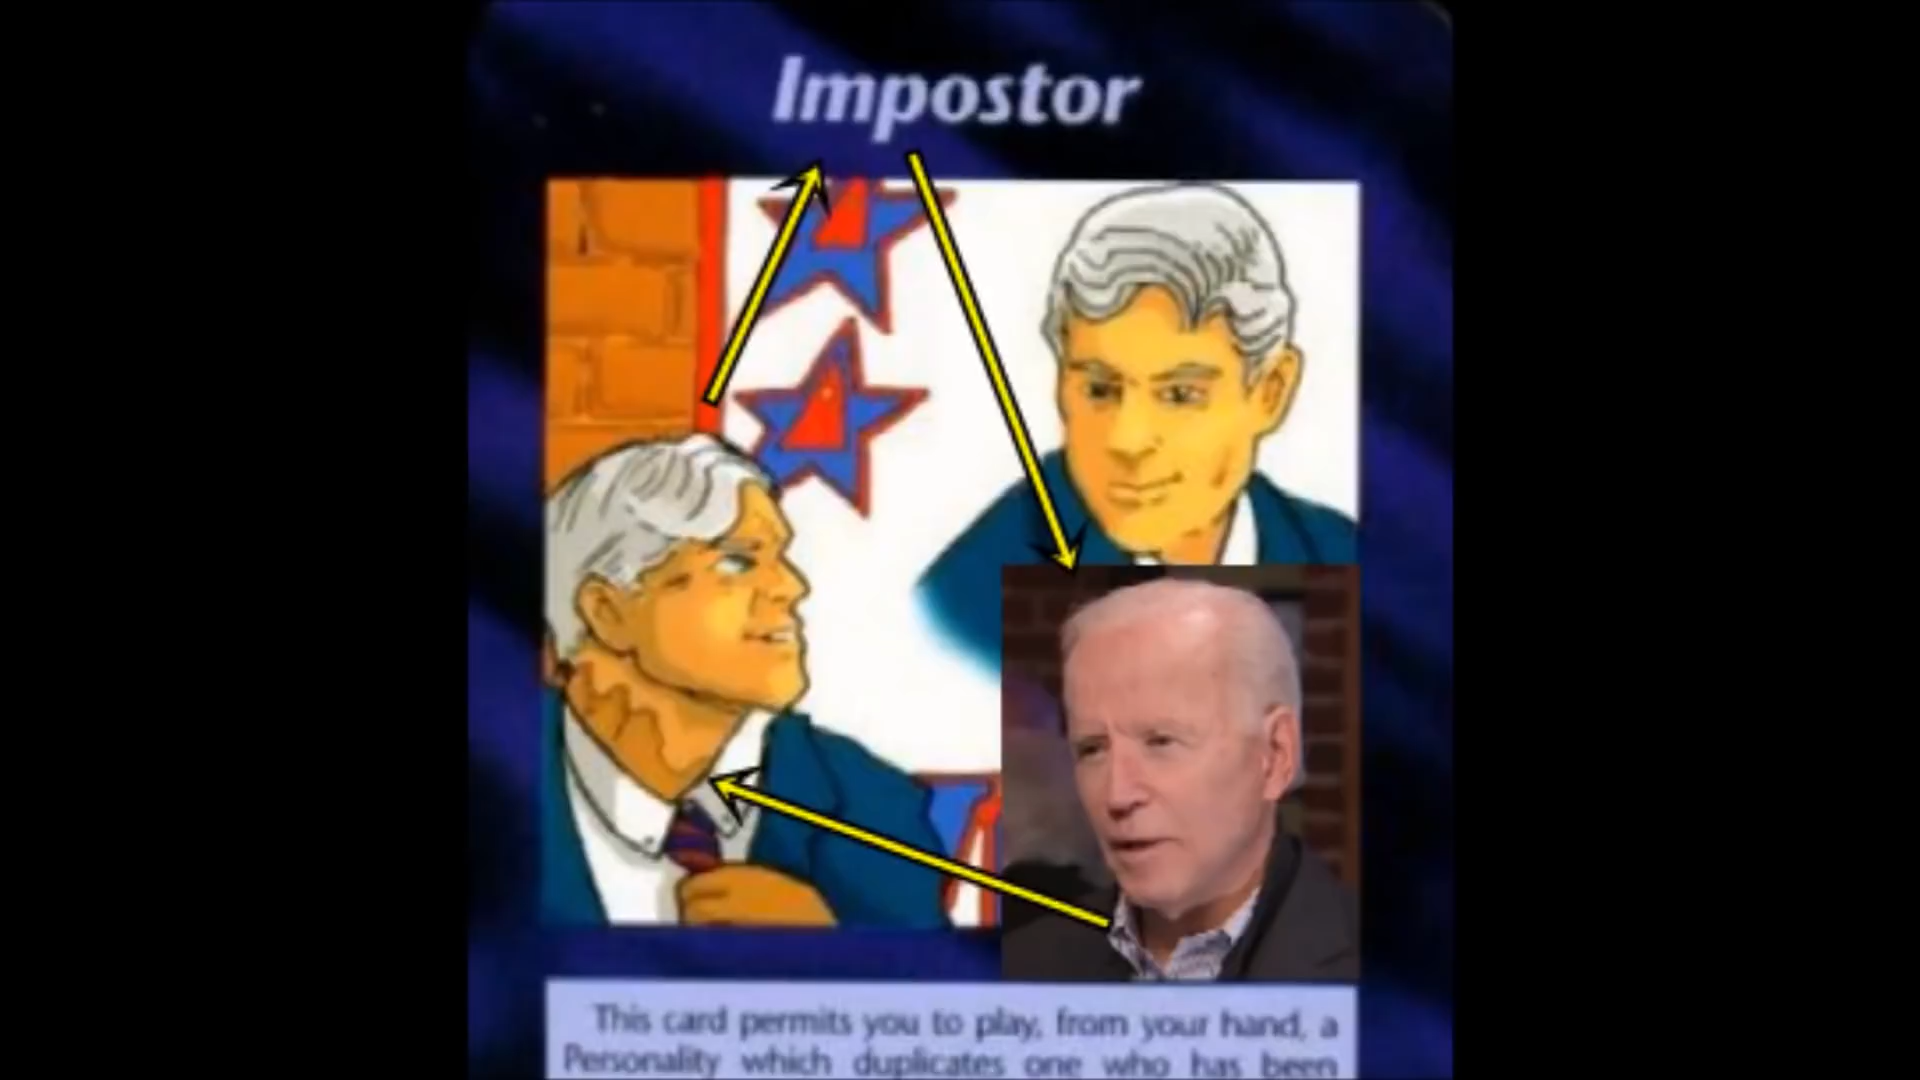 Impostor
This card permits you to play, from your hand, a
Personality which duplicates one who has been